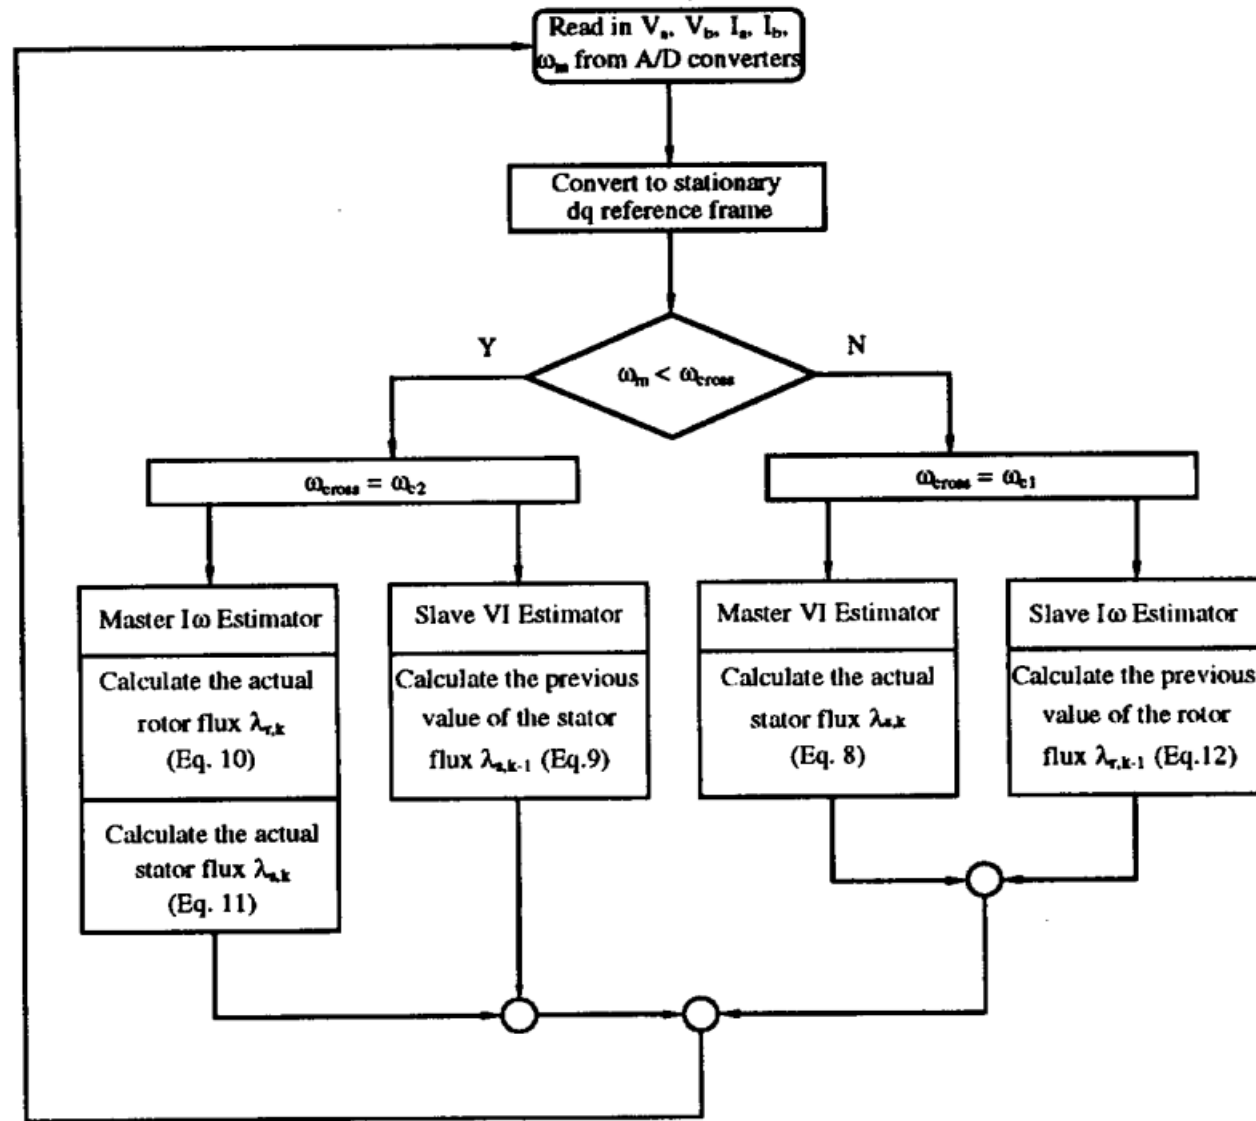 Read in Vₐ, V_b, Iₐ, I_b,
ωₘ from A/D converters
Convert to stationary
dq reference frame
Y
N
ωₘ < ω_cross
ω_cross = ω_c2
ω_cross = ω_c1
Master Iω Estimator
Calculate the actual
rotor flux λ_r,k
(Eq. 10)
Calculate the actual
stator flux λ_s,k
(Eq. 11)
Slave VI Estimator
Calculate the previous
value of the stator
flux λ_s,k-1 (Eq.9)
Master VI Estimator
Calculate the actual
stator flux λ_s,k
(Eq. 8)
Slave Iω Estimator
Calculate the previous
value of the rotor
flux λ_r,k-1 (Eq.12)